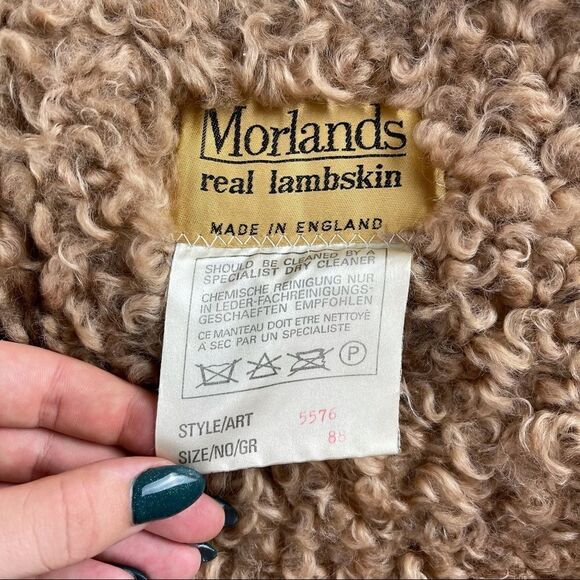 Morlands
real lambskin
MADE IN ENGLAND
SHOULD BE CLEANED BY A
SPECIALIST DRY CLEANER
CHEMISCHE REINIGUNG NUR
IN LEDER-FACHREINIGUNGS-
GESCHAEFTEN EMPFOHLEN
CE MANTEAU DOIT ETRE NETTOYÈ
A SEC PAR UN SPECIALISTE
P
STYLE/ART 5576
SIZE/NO/GR 88